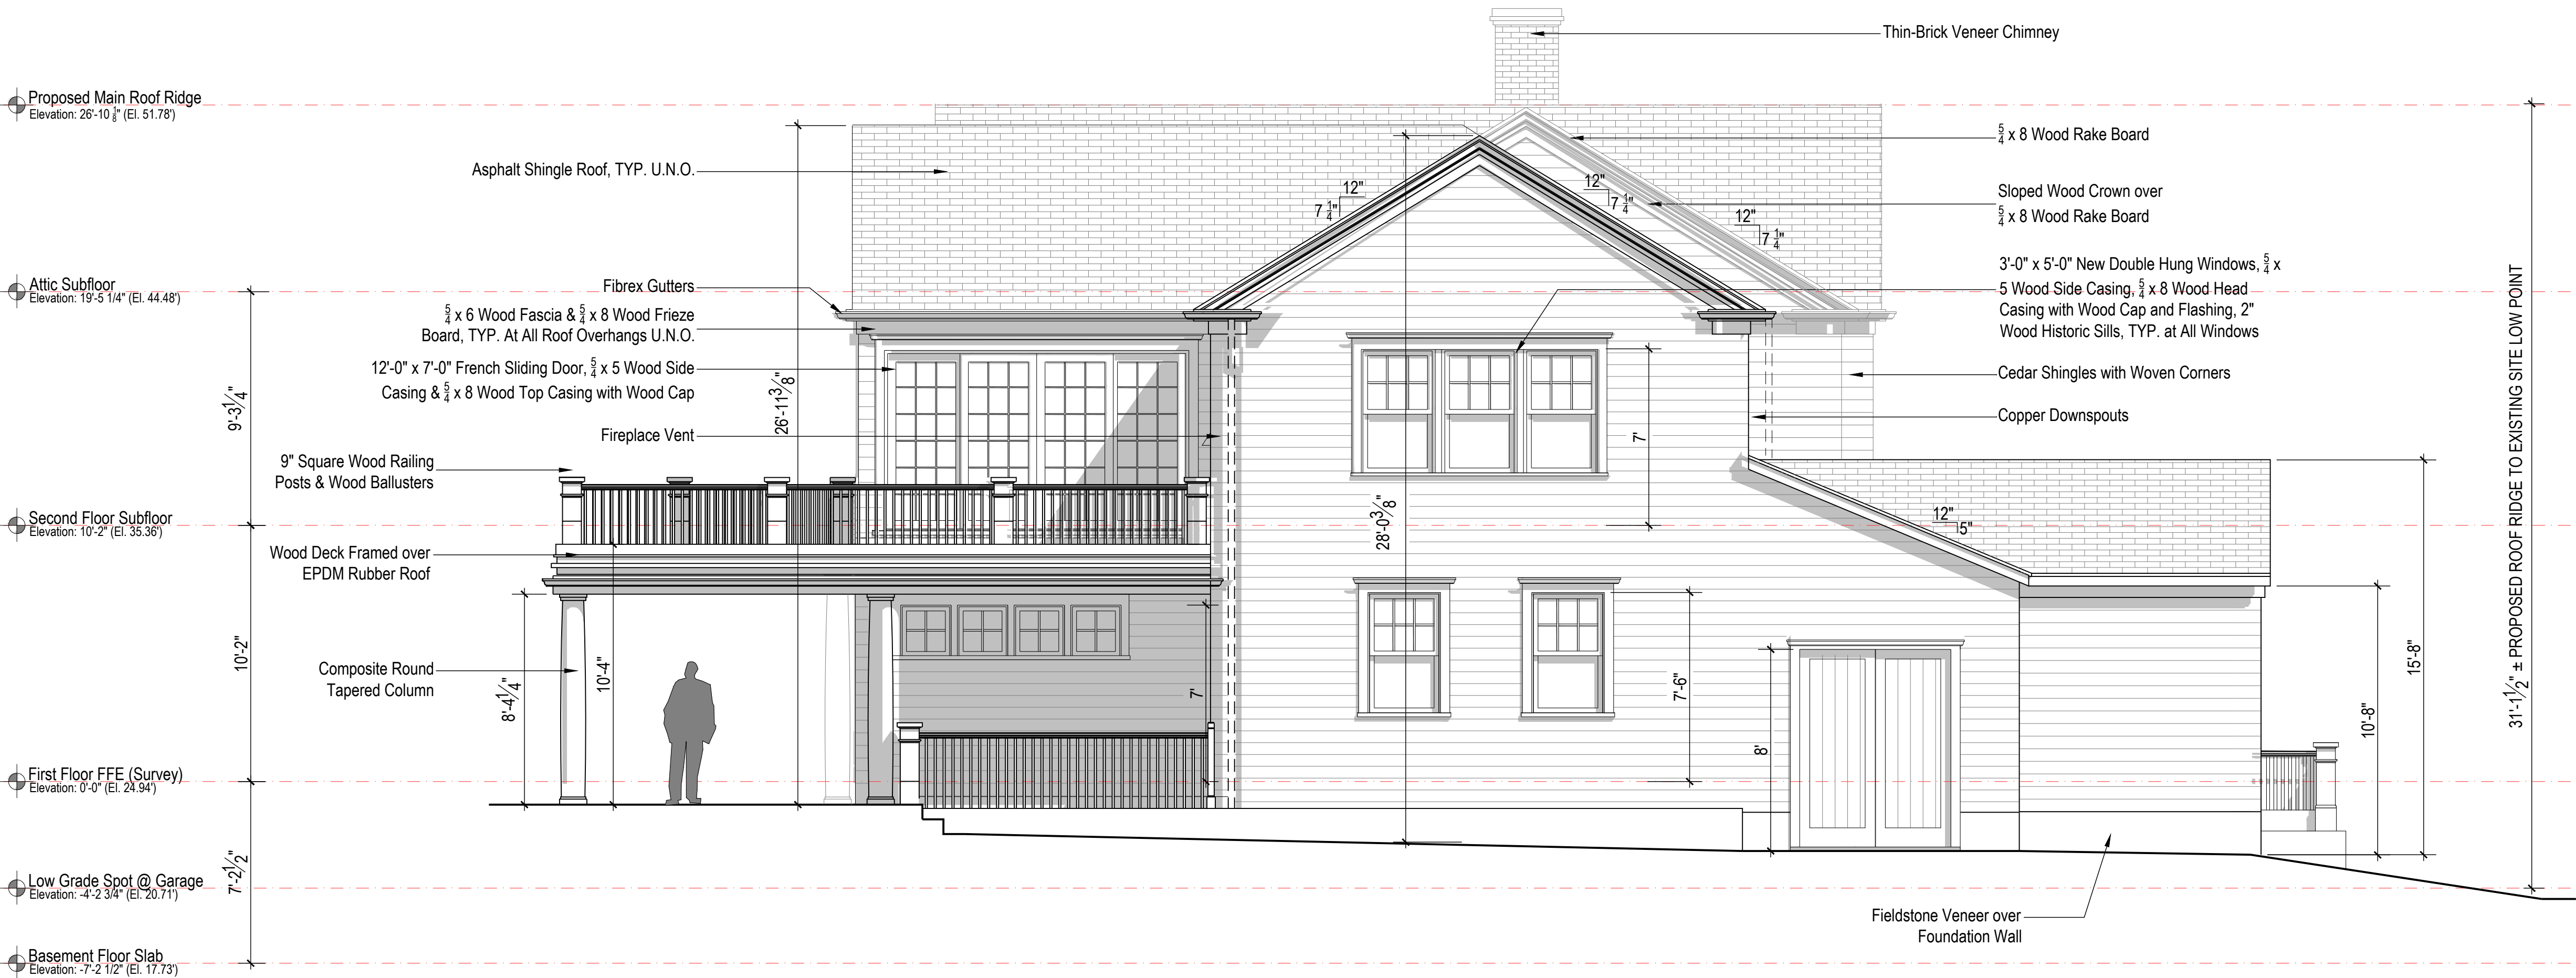 Thin-Brick Veneer Chimney
Proposed Main Roof Ridge
Elevation: 26'-10 1/8" (El. 51.78')
5/4 x 8 Wood Rake Board
Asphalt Shingle Roof, TYP. U.N.O.
12"
7 1/4"
12"
7 1/4"
12"
7 1/4"
Sloped Wood Crown over
5/4 x 8 Wood Rake Board
3'-0" x 5'-0" New Double Hung Windows, 5/4 x
5 Wood Side Casing, 5/4 x 8 Wood Head
Casing with Wood Cap and Flashing, 2"
Wood Historic Sills, TYP. at All Windows
Attic Subfloor
Elevation: 19'-5 1/4" (El. 44.48')
Fibrex Gutters
5/4 x 6 Wood Fascia & 5/4 x 8 Wood Frieze
Board, TYP. At All Roof Overhangs U.N.O.
12'-0" x 7'-0" French Sliding Door, 5/4 x 5 Wood Side
Casing & 5/4 x 8 Wood Top Casing with Wood Cap
Cedar Shingles with Woven Corners
Copper Downspouts
9'-3 1/4"
26'-11 3/8"
Fireplace Vent
7'
9" Square Wood Railing
Posts & Wood Ballusters
Second Floor Subfloor
Elevation: 10'-2" (El. 35.36')
28'-0 3/8"
12"
5"
Wood Deck Framed over
EPDM Rubber Roof
31'-1 1/2" ± PROPOSED ROOF RIDGE TO EXISTING SITE LOW POINT
10'-2"
Composite Round
Tapered Column
8'-4 1/4"
10'-4"
7'
7'-6"
8'
10'-8"
15'-8"
First Floor FFE (Survey)
Elevation: 0'-0" (El. 24.94')
7'-2 1/2"
Low Grade Spot @ Garage
Elevation: -4'-2 3/4" (El. 20.71')
Fieldstone Veneer over
Foundation Wall
Basement Floor Slab
Elevation: -7'-2 1/2" (El. 17.73')